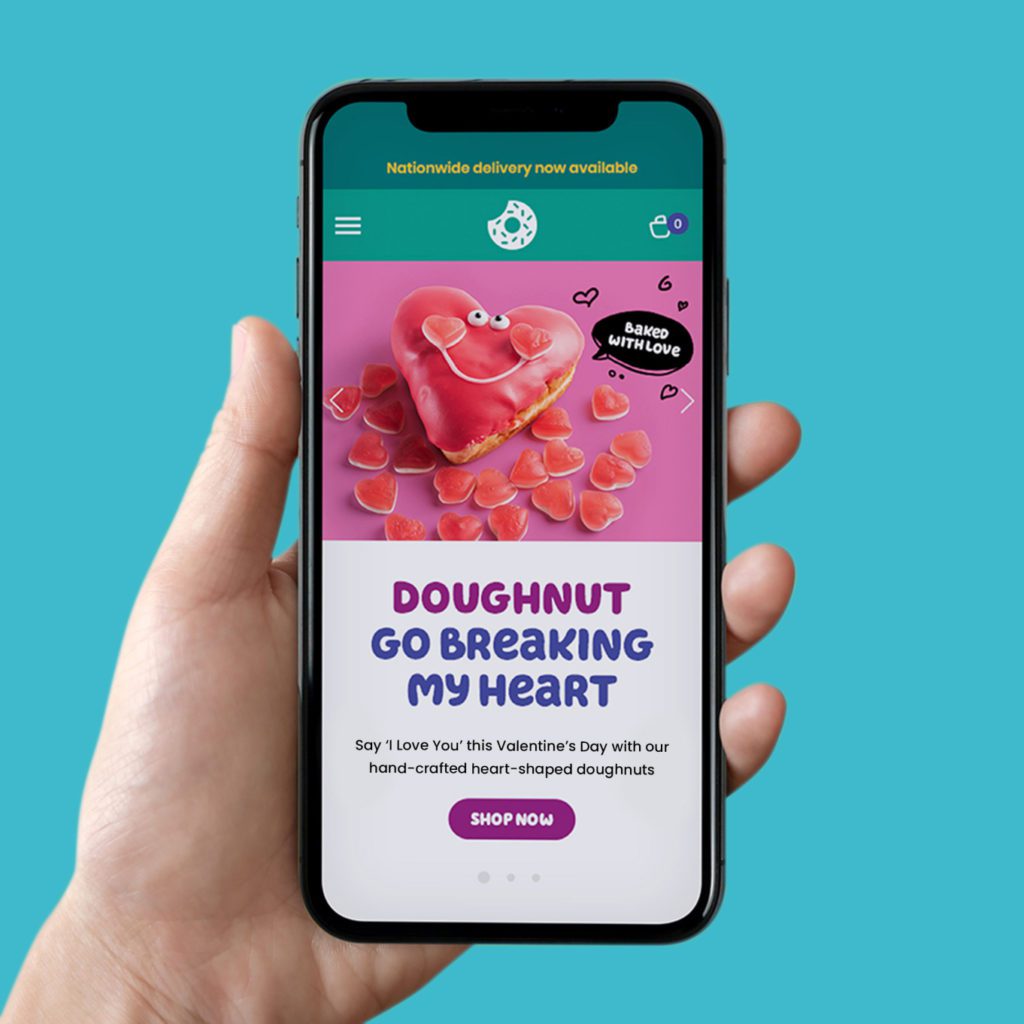 Nationwide delivery now available
0
BaKeD
WITH LOVe
DOUGHNUT
GO BReaKING
MY HeaRT
Say ‘I Love You’ this Valentine’s Day with our
hand-crafted heart-shaped doughnuts
SHOP NOW